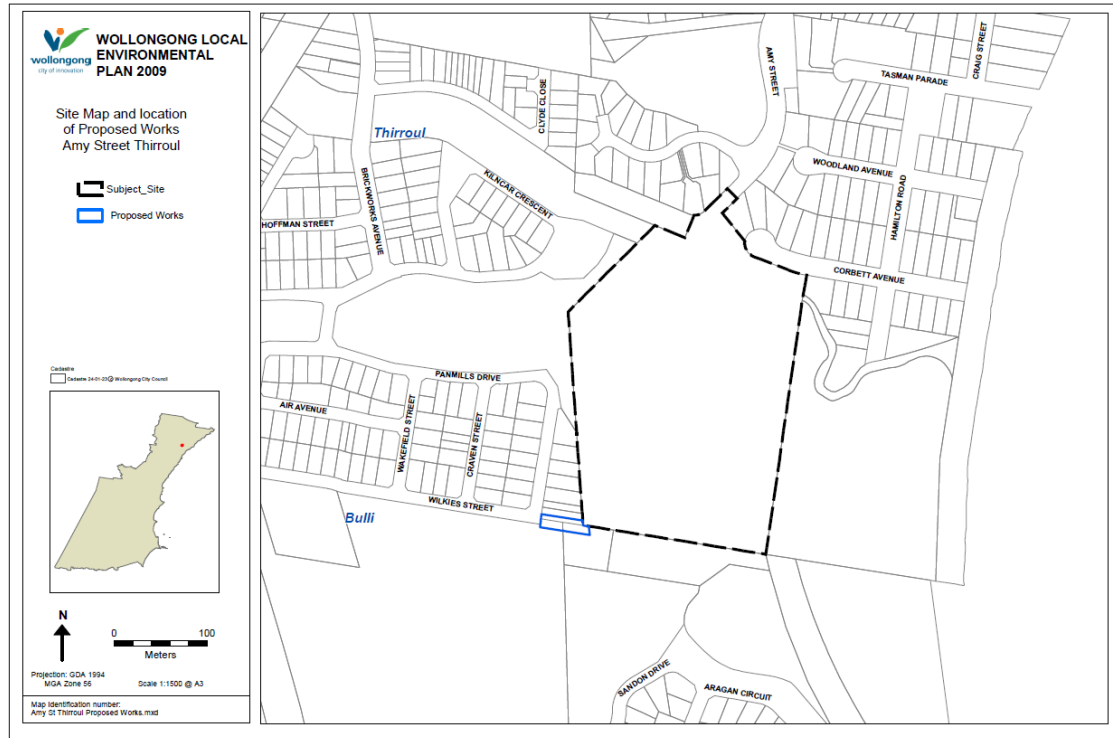 wollongong
city of innovation
WOLLONGONG LOCAL
ENVIRONMENTAL
PLAN 2009
Site Map and location
of Proposed Works
Amy Street Thirroul
Subject_Site
Proposed Works
Cadastre
Cadastre 24-01-23@ Wollongong City Council
N
0 100
Meters
Projection: GDA 1994
MGA Zone 56
Scale 1:1500 @ A3
Map Identification number:
Amy St Thirroul Proposed Works.mxd
AMY STREET
CRAIG STREET
TASMAN PARADE
CLYDE CLOSE
Thirroul
WOODLAND AVENUE
KILNCAR CRESCENT
BRICKWORKS AVENUE
HAMILTON ROAD
HOFFMAN STREET
CORBETT AVENUE
PANMILLS DRIVE
AIR AVENUE
WAKEFIELD STREET
CRAVEN STREET
WILKIES STREET
Bulli
SANDON DRIVE
ARAGAN CIRCUIT